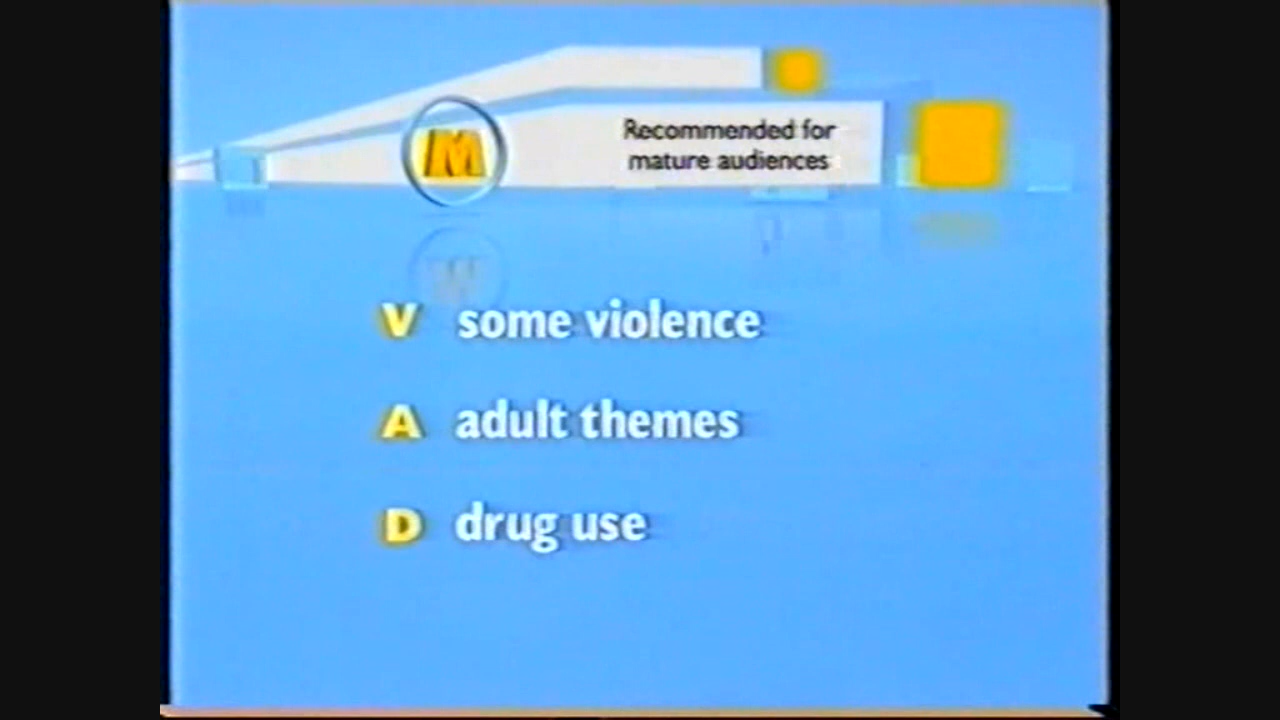 M
Recommended for
mature audiences
V some violence
A adult themes
D drug use